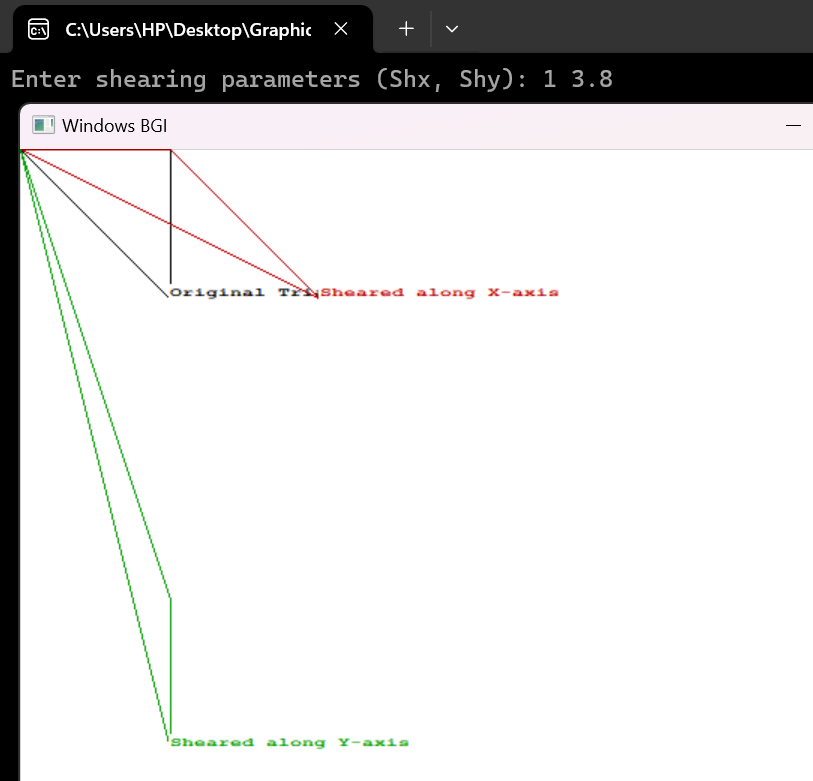 C:\Users\HP\Desktop\Graphic
Enter shearing parameters (Shx, Shy): 1 3.8
Windows BGI
Original Tri
Sheared along X-axis
Sheared along Y-axis